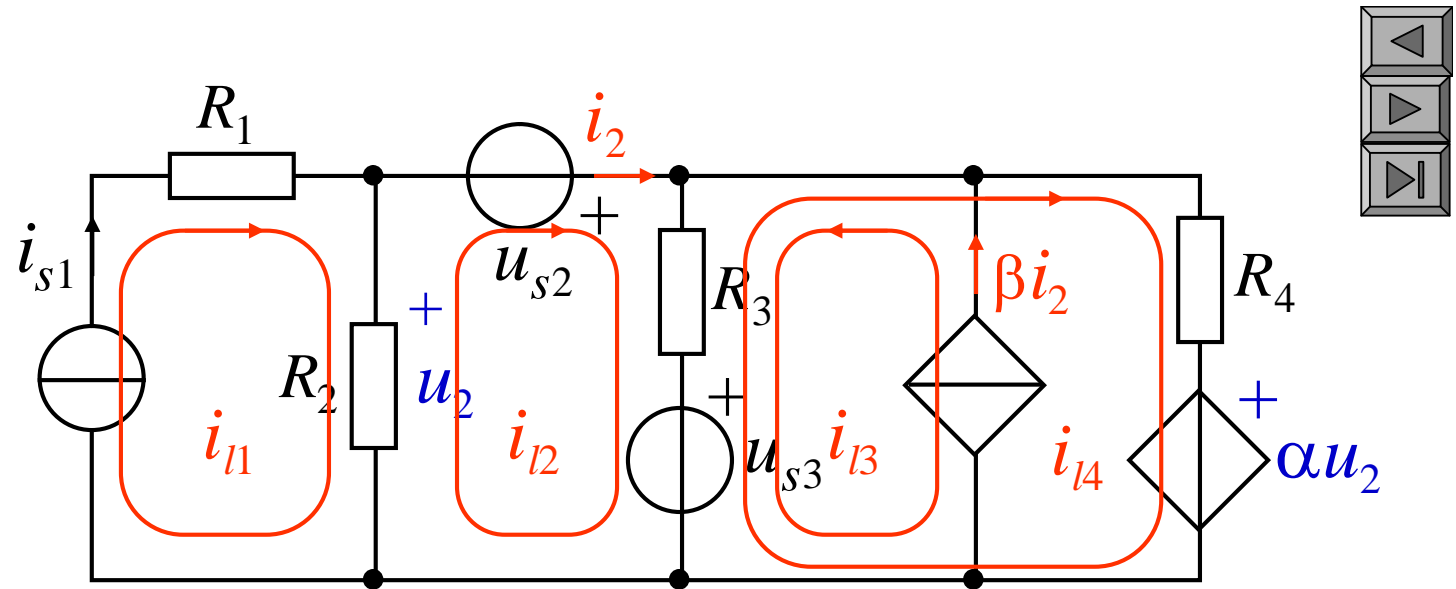 R1
i2
+
is1
us2
R3
βi2
R4
+
R2
u2
+
+
il1
il2
us3
il3
il4
αu2